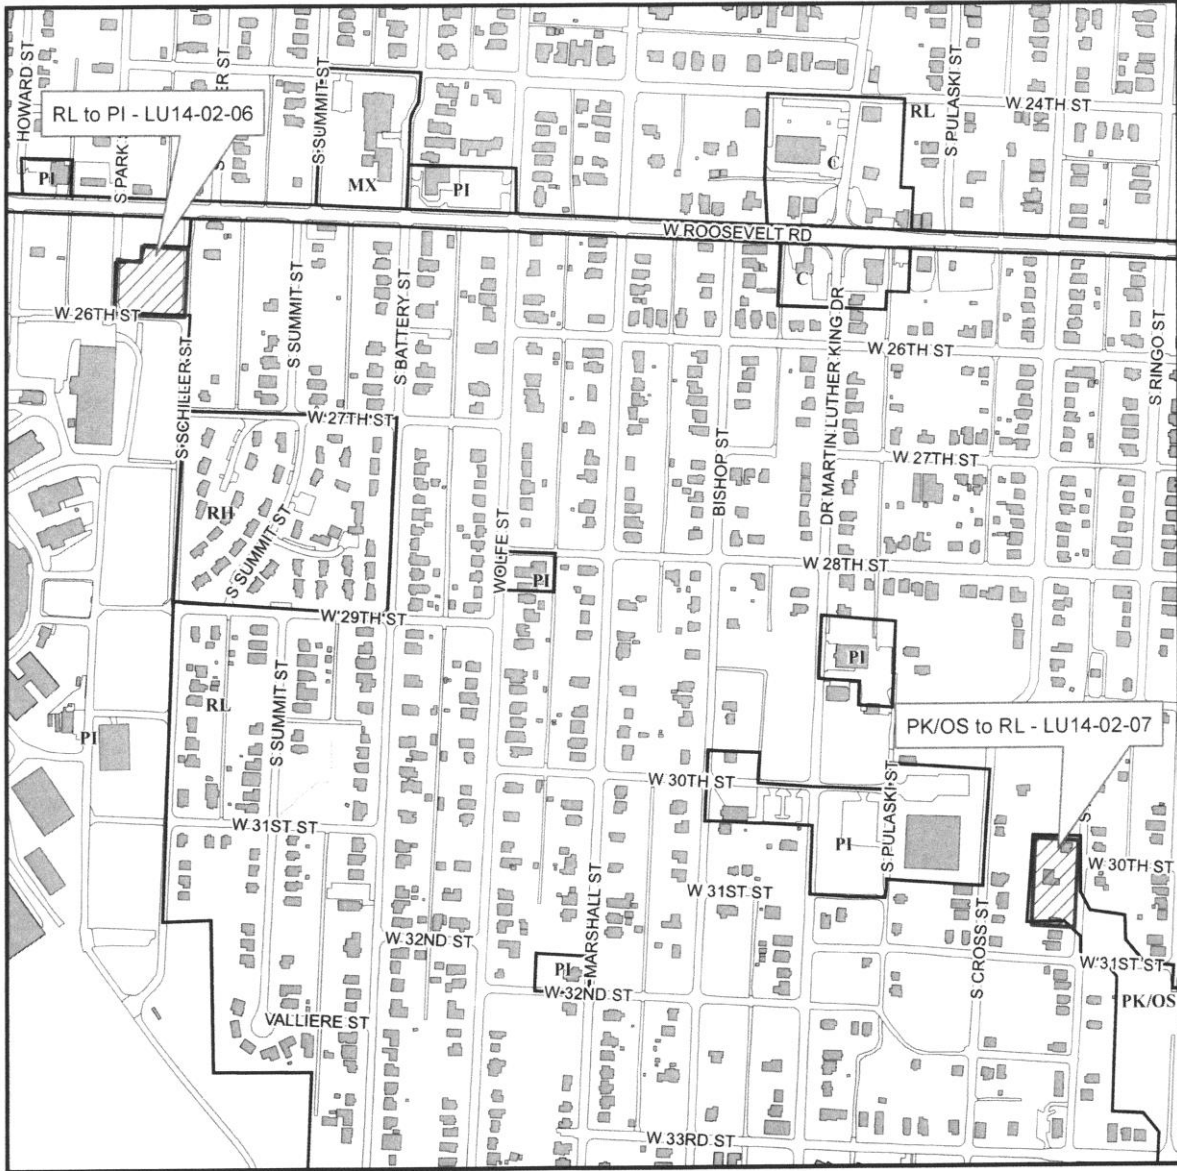 HOWARD ST
S PARK S
ER ST
S SUMMIT ST
S PULASKI ST
W 24TH ST
RL to PI - LU14-02-06
RL
PI
MX
PI
C
W ROOSEVELT RD
C
W 26TH ST
S SUMMIT ST
S BATTERY ST
DR MARTIN LUTHER KING DR
W 26TH ST
S RINGO ST
S SCHILLER ST
W 27TH ST
BISHOP ST
W 27TH ST
RH
S SUMMIT ST
WOLFE ST
PI
W 28TH ST
W 29TH ST
PI
RL
S SUMMIT ST
PI
PK/OS to RL - LU14-02-07
W 30TH ST
S PULASKI ST
S
W 31ST ST
PI
W 30TH ST
W 31ST ST
MARSHALL ST
S CROSS ST
W 32ND ST
PI
W 31ST ST
W 32ND ST
PK/OS
VALLIERE ST
W 33RD ST